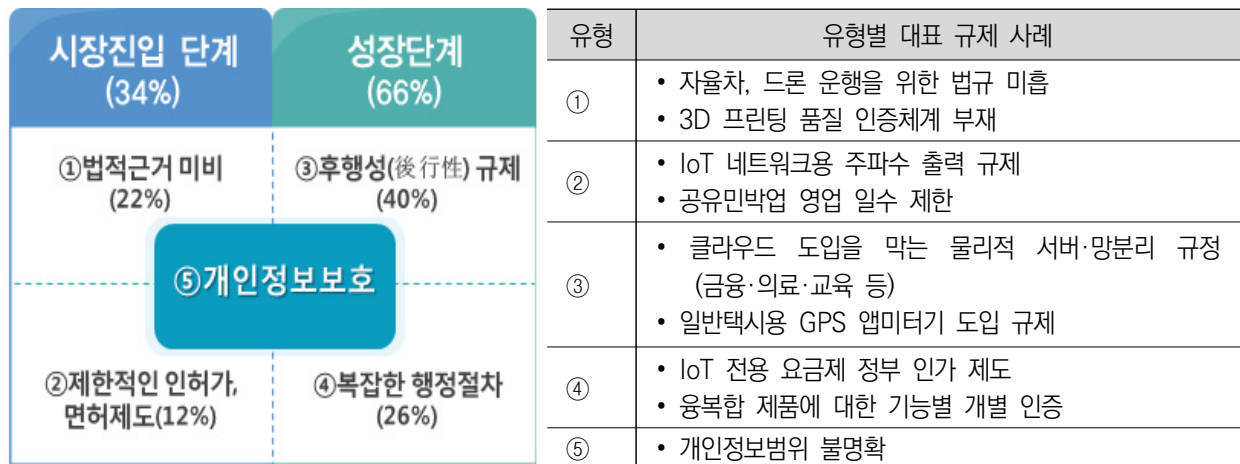 시장진입 단계
(34%)
성장단계
(66%)
①법적근거 미비
(22%)
③후행성(後行性) 규제
(40%)
⑤개인정보보호
②제한적인 인허가,
면허제도(12%)
④복잡한 행정절차
(26%)
유형
유형별 대표 규제 사례
①
• 자율차, 드론 운행을 위한 법규 미흡
• 3D 프린팅 품질 인증체계 부재
②
• IoT 네트워크용 주파수 출력 규제
• 공유민박업 영업 일수 제한
③
• 클라우드 도입을 막는 물리적 서버·망분리 규정
(금융·의료·교육 등)
• 일반택시용 GPS 앱미터기 도입 규제
④
• IoT 전용 요금제 정부 인가 제도
• 융복합 제품에 대한 기능별 개별 인증
⑤
• 개인정보범위 불명확